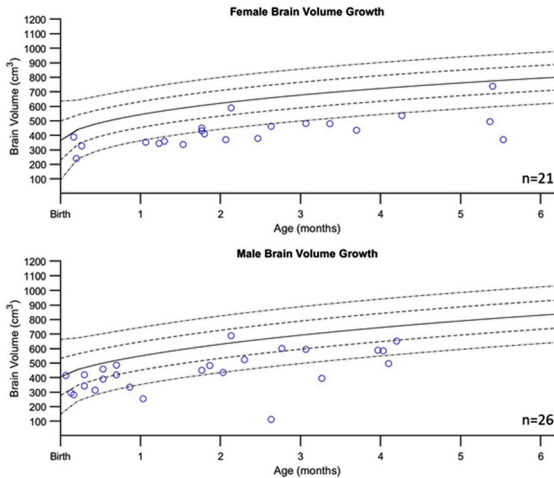 Female Brain Volume Growth
1200
1100
1000
900
800
700
600
500
400
300
200
100
Brain Volume (cm³)
Birth 1 2 3 4 5 6
Age (months)
n=21
Male Brain Volume Growth
1200
1100
1000
900
800
700
600
500
400
300
200
100
Brain Volume (cm³)
Birth 1 2 3 4 5 6
Age (months)
n=26